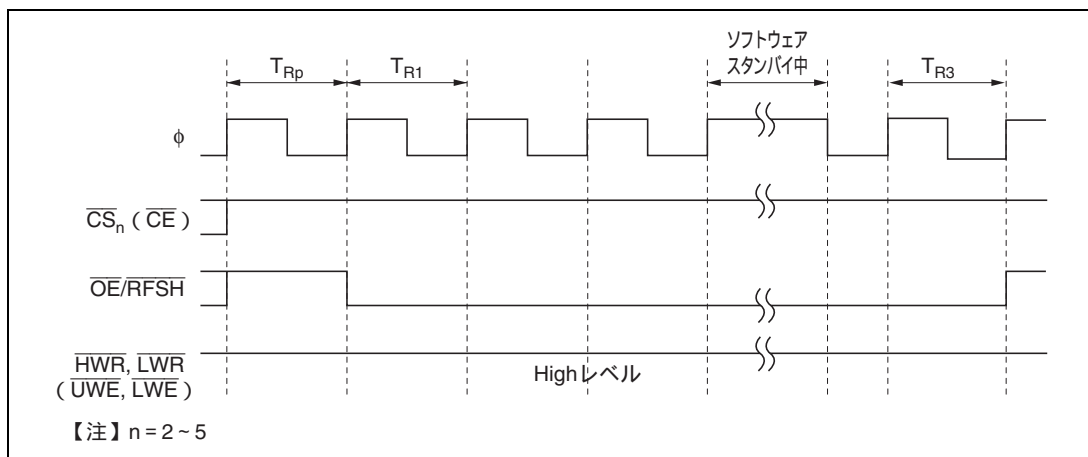 ソフトウェア
スタンバイ中
TRp
TR1
TR3
φ
CSn ( CE )
OE/RFSH
HWR, LWR
( UWE, LWE )
Highレベル
【注】 n = 2 ~ 5